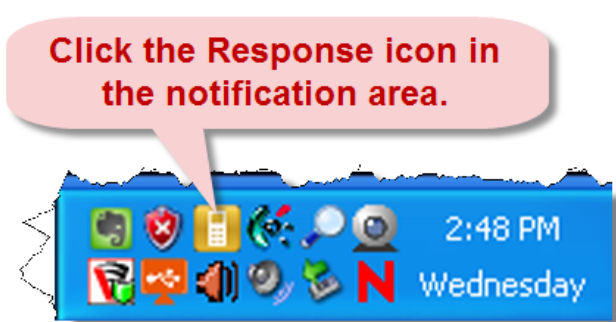 Click the Response icon in
the notification area.
2:48 PM
Wednesday